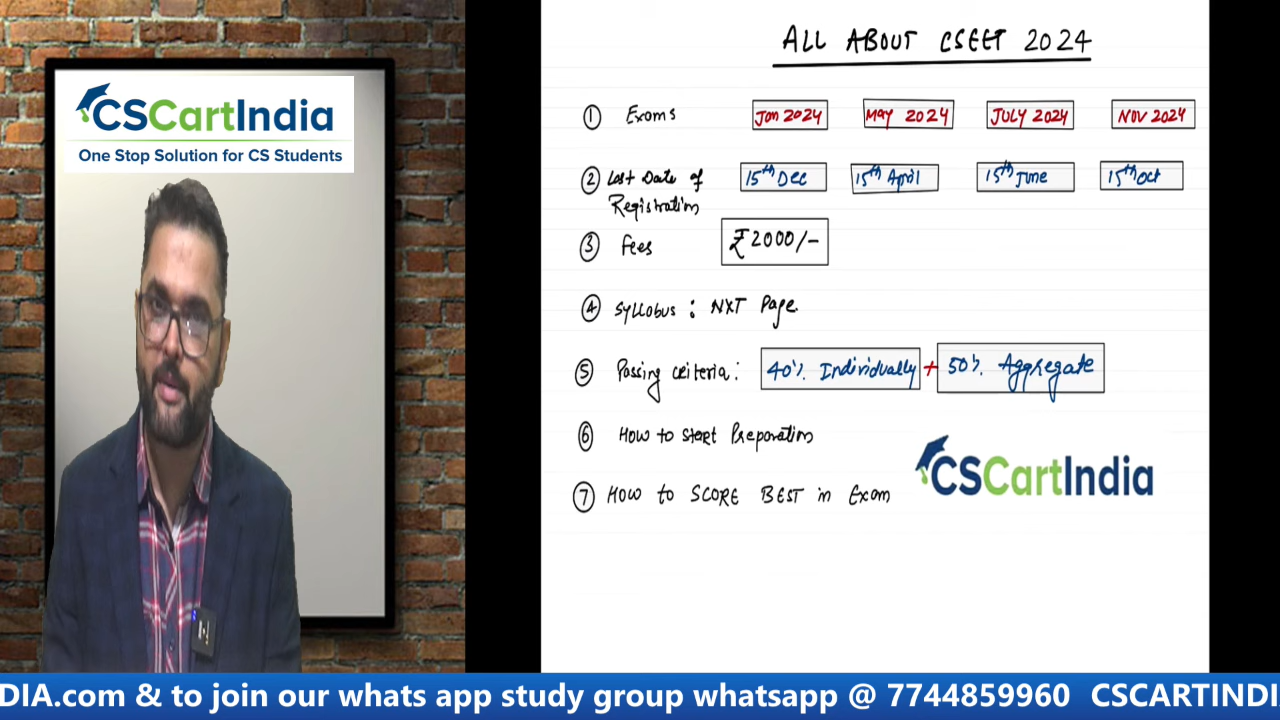 CSCartIndia
One Stop Solution for CS Students
ALL ABOUT CSEET 2024
① Exams JAN 2024 MAY 2024 JULY 2024 NOV 2024
② Last Date of Registration 15th Dec 15th April 15th June 15th Oct
③ Fees ₹2000/-
④ Syllabus : NXT Page.
⑤ Passing criteria : 40% Individually + 50% Aggregate
⑥ How to start Preparation
⑦ HOW to SCORE BEST in Exam
CSCartIndia
DIA.com & to join our whats app study group whatsapp @ 7744859960 CSCARTINDI